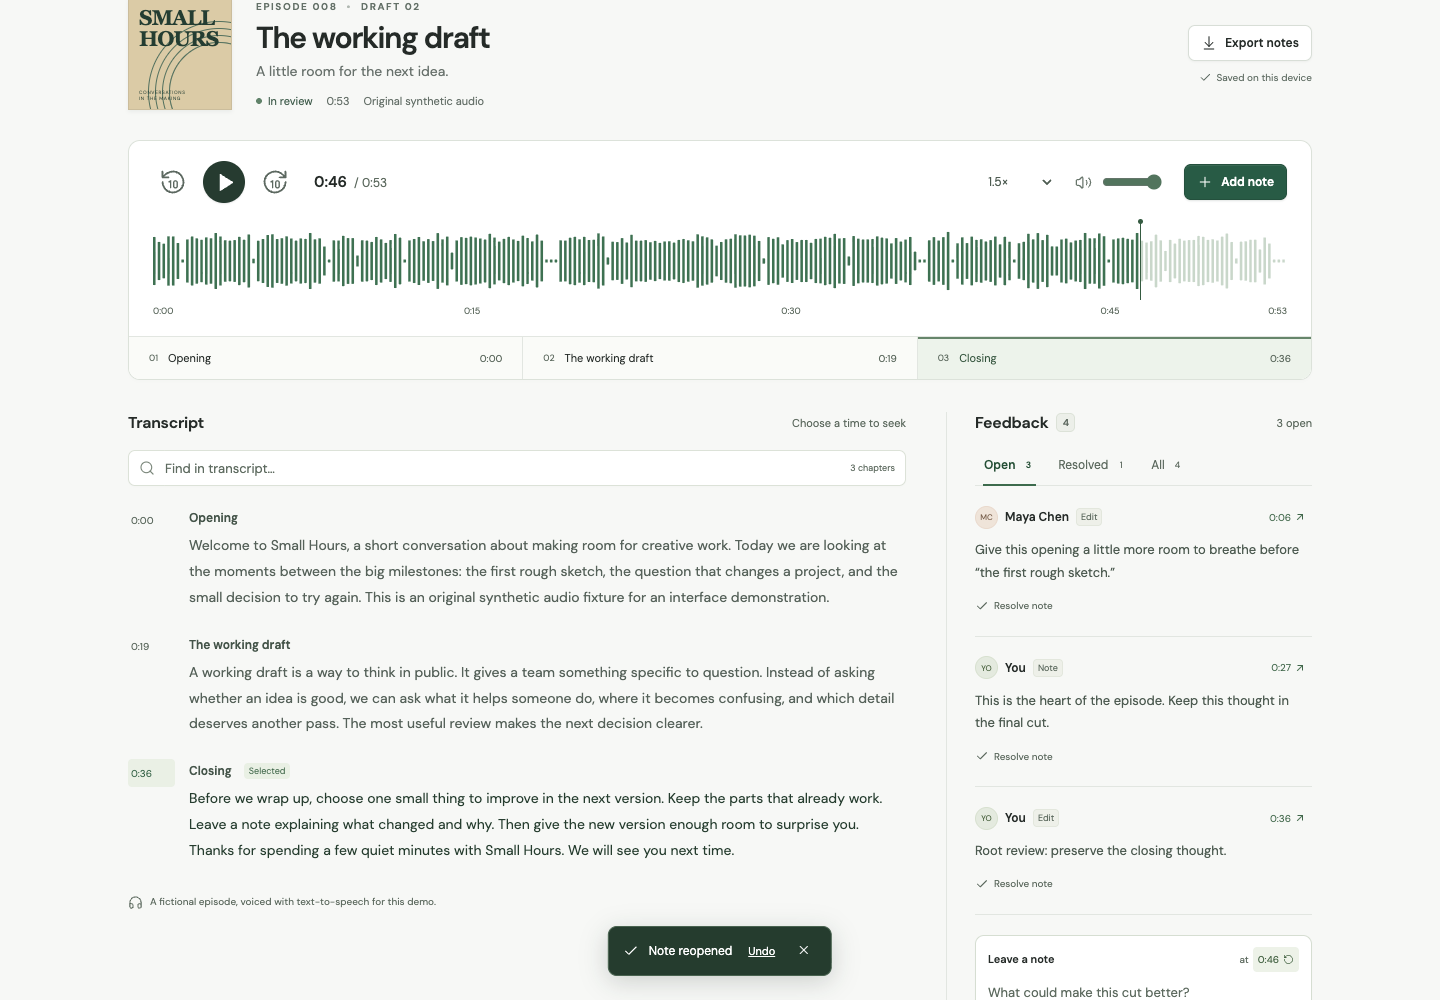 SMALL
HOURS
CONVERSATIONS
IN THE MAKING
EPISODE 008 • DRAFT 02
The working draft
A little room for the next idea.
In review 0:53 Original synthetic audio
Export notes
Saved on this device
10 10 0:46 / 0:53 1.5× Add note
0:00 0:15 0:30 0:45 0:53
01 Opening 0:00 02 The working draft 0:19 03 Closing 0:36
Transcript Choose a time to seek
Find in transcript… 3 chapters
0:00 Opening
Welcome to Small Hours, a short conversation about making room for creative work. Today we are looking at
the moments between the big milestones: the first rough sketch, the question that changes a project, and the
small decision to try again. This is an original synthetic audio fixture for an interface demonstration.
0:19 The working draft
A working draft is a way to think in public. It gives a team something specific to question. Instead of asking
whether an idea is good, we can ask what it helps someone do, where it becomes confusing, and which detail
deserves another pass. The most useful review makes the next decision clearer.
0:36 Closing Selected
Before we wrap up, choose one small thing to improve in the next version. Keep the parts that already work.
Leave a note explaining what changed and why. Then give the new version enough room to surprise you.
Thanks for spending a few quiet minutes with Small Hours. We will see you next time.
A fictional episode, voiced with text-to-speech for this demo.
Feedback 4 3 open
Open 3 Resolved 1 All 4
MC Maya Chen Edit 0:06
Give this opening a little more room to breathe before
“the first rough sketch.”
Resolve note
YO You Note 0:27
This is the heart of the episode. Keep this thought in
the final cut.
Resolve note
YO You Edit 0:36
Root review: preserve the closing thought.
Resolve note
Leave a note at 0:46
What could make this cut better?
Note reopened Undo